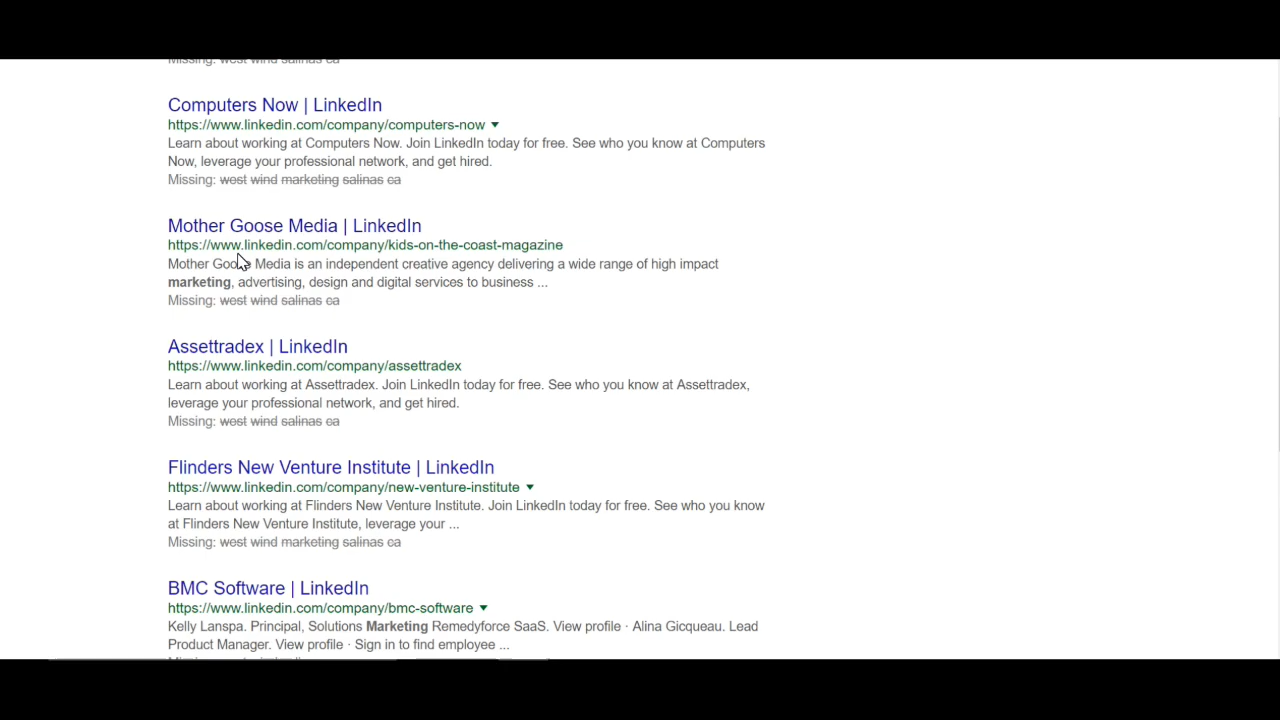 Missing: west wind salinas ca
Computers Now | LinkedIn
https://www.linkedin.com/company/computers-now
Learn about working at Computers Now. Join LinkedIn today for free. See who you know at Computers
Now, leverage your professional network, and get hired.
Missing: west wind marketing salinas ca
Mother Goose Media | LinkedIn
https://www.linkedin.com/company/kids-on-the-coast-magazine
Mother Goose Media is an independent creative agency delivering a wide range of high impact
marketing, advertising, design and digital services to business ...
Missing: west wind salinas ca
Assettradex | LinkedIn
https://www.linkedin.com/company/assettradex
Learn about working at Assettradex. Join LinkedIn today for free. See who you know at Assettradex,
leverage your professional network, and get hired.
Missing: west wind salinas ca
Flinders New Venture Institute | LinkedIn
https://www.linkedin.com/company/new-venture-institute
Learn about working at Flinders New Venture Institute. Join LinkedIn today for free. See who you know
at Flinders New Venture Institute, leverage your ...
Missing: west wind marketing salinas ca
BMC Software | LinkedIn
https://www.linkedin.com/company/bmc-software
Kelly Lanspa. Principal, Solutions Marketing Remedyforce SaaS. View profile · Alina Gicqueau. Lead
Product Manager. View profile · Sign in to find employee ...